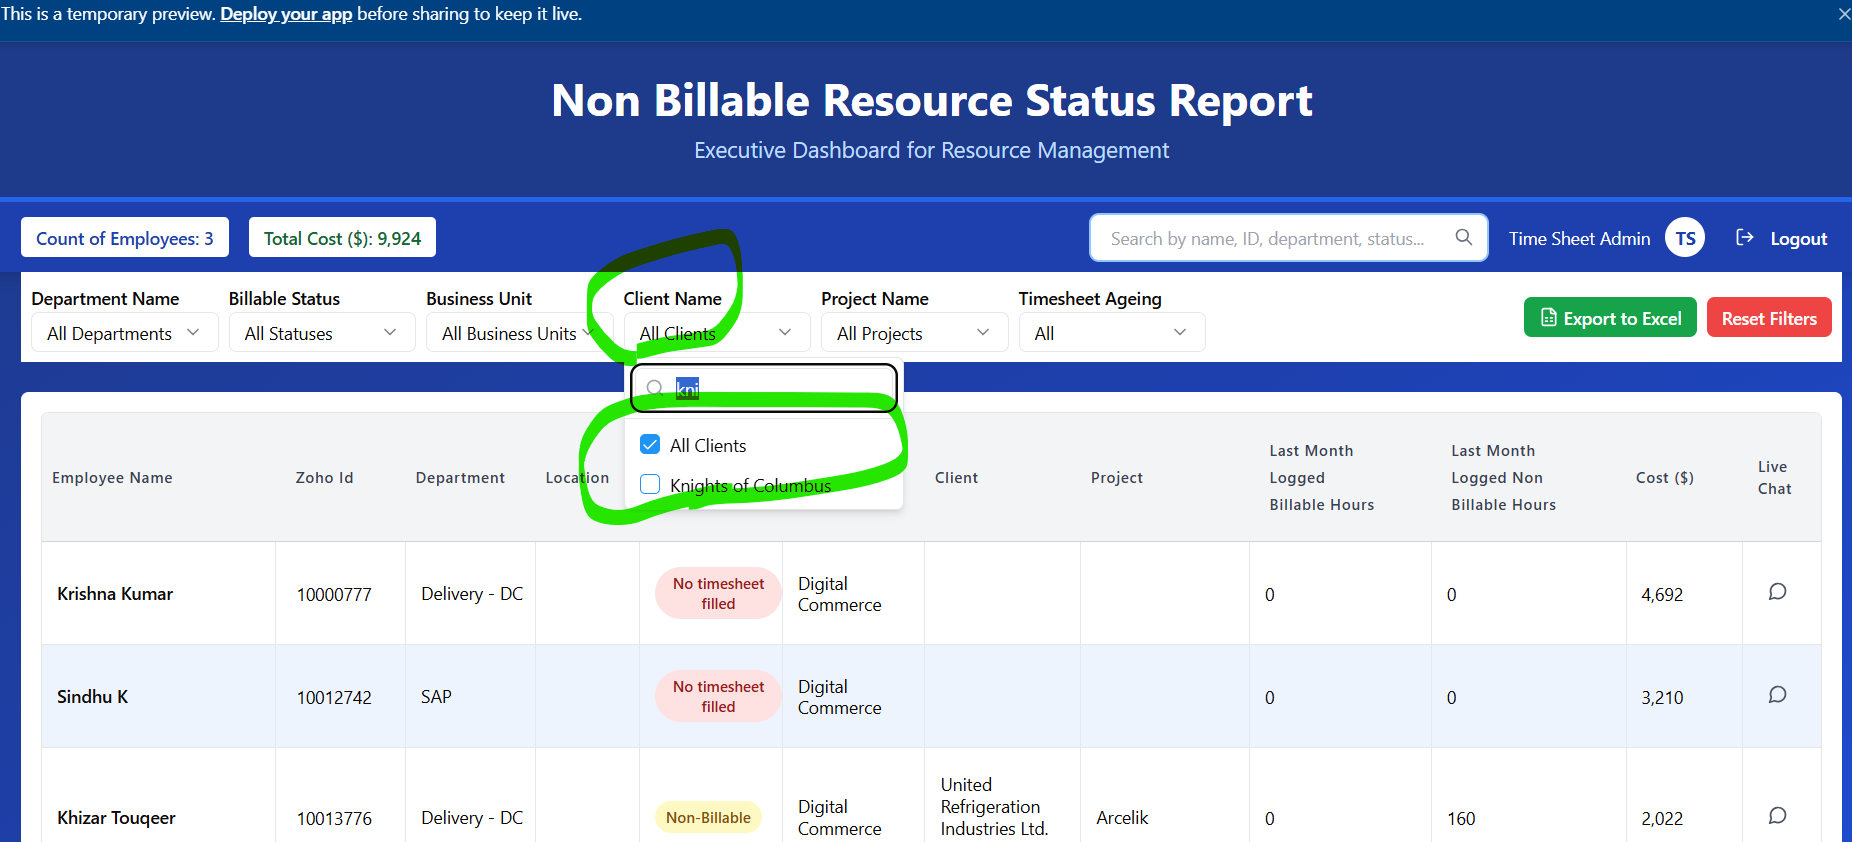 This is a temporary preview. Deploy your app before sharing to keep it live.
Non Billable Resource Status Report
Executive Dashboard for Resource Management
Count of Employees: 3
Total Cost ($): 9,924
Search by name, ID, department, status...
Time Sheet Admin
TS
Logout
Department Name
Billable Status
Business Unit
Client Name
Project Name
Timesheet Ageing
All Departments
All Statuses
All Business Units
All Clients
All Projects
All
Export to Excel
Reset Filters
kni
All Clients
Knights of Columbus
Employee Name
Zoho Id
Department
Location
Client
Project
Last Month
Logged
Billable Hours
Last Month
Logged Non
Billable Hours
Cost ($)
Live
Chat
Krishna Kumar
10000777
Delivery - DC
No timesheet
filled
Digital
Commerce
0
0
4,692
Sindhu K
10012742
SAP
No timesheet
filled
Digital
Commerce
0
0
3,210
Khizar Touqeer
10013776
Delivery - DC
Non-Billable
Digital
Commerce
United
Refrigeration
Industries Ltd.
Arcelik
0
160
2,022